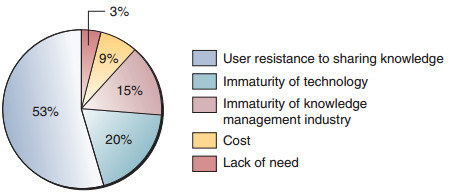 3%
9%
15%
20%
53%
User resistance to sharing knowledge
Immaturity of technology
Immaturity of knowledge
management industry
Cost
Lack of need